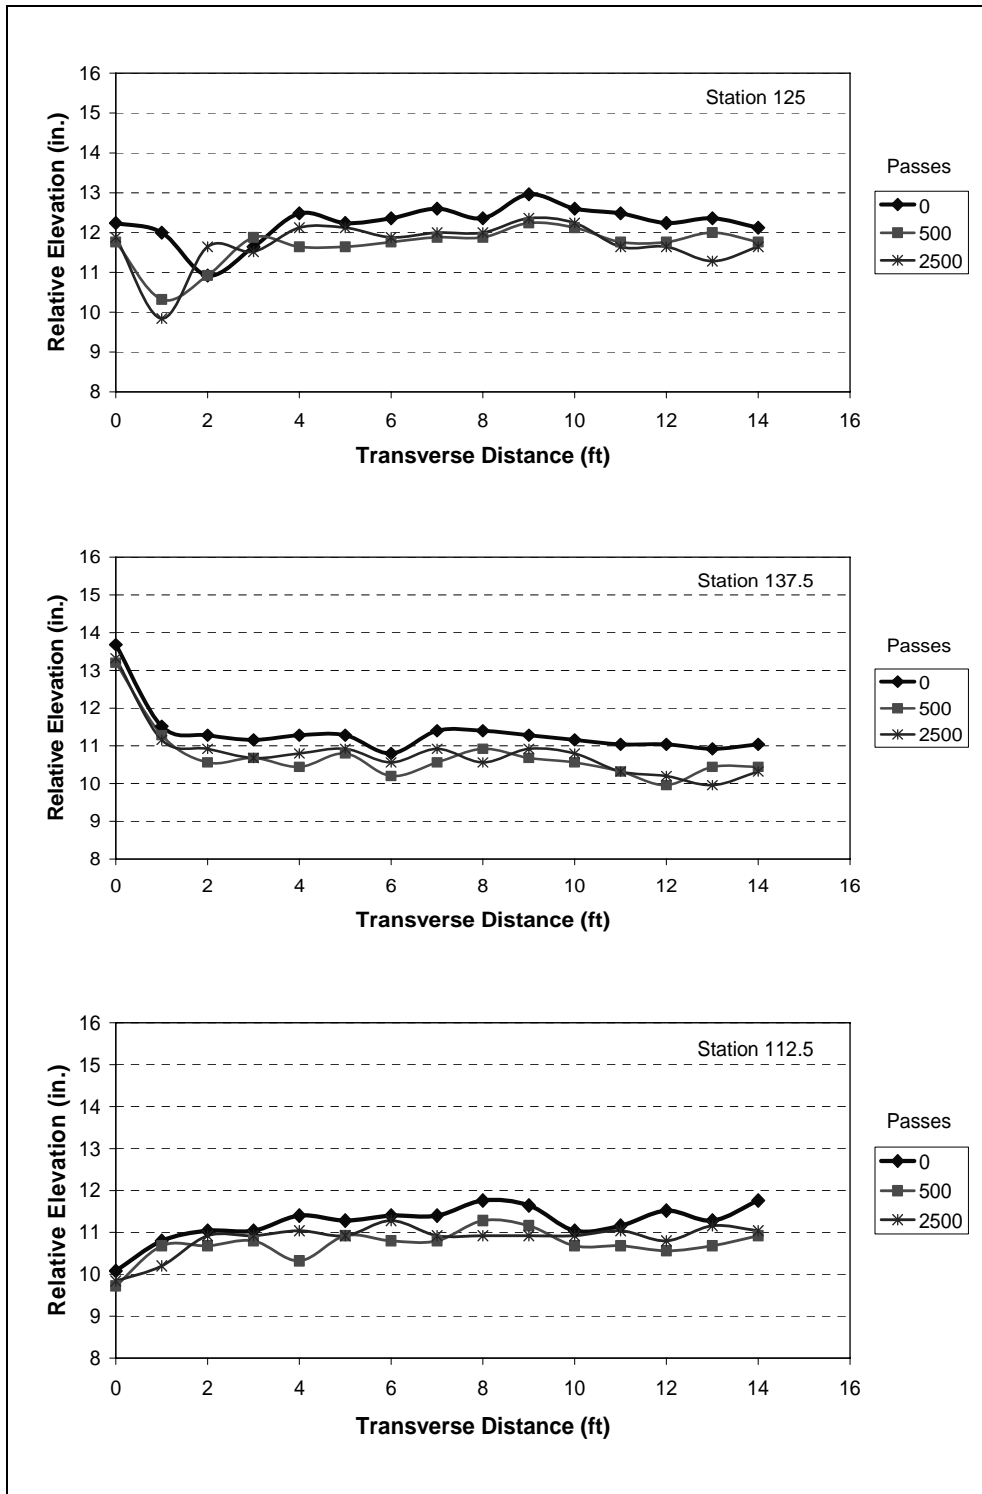 Station 125
Relative Elevation (in.)
16
15
14
13
12
11
10
9
8
0 2 4 6 8 10 12 14 16
Transverse Distance (ft)
Passes
0
500
2500
Station 137.5
Relative Elevation (in.)
16
15
14
13
12
11
10
9
8
0 2 4 6 8 10 12 14 16
Transverse Distance (ft)
Passes
0
500
2500
Station 112.5
Relative Elevation (in.)
16
15
14
13
12
11
10
9
8
0 2 4 6 8 10 12 14 16
Transverse Distance (ft)
Passes
0
500
2500